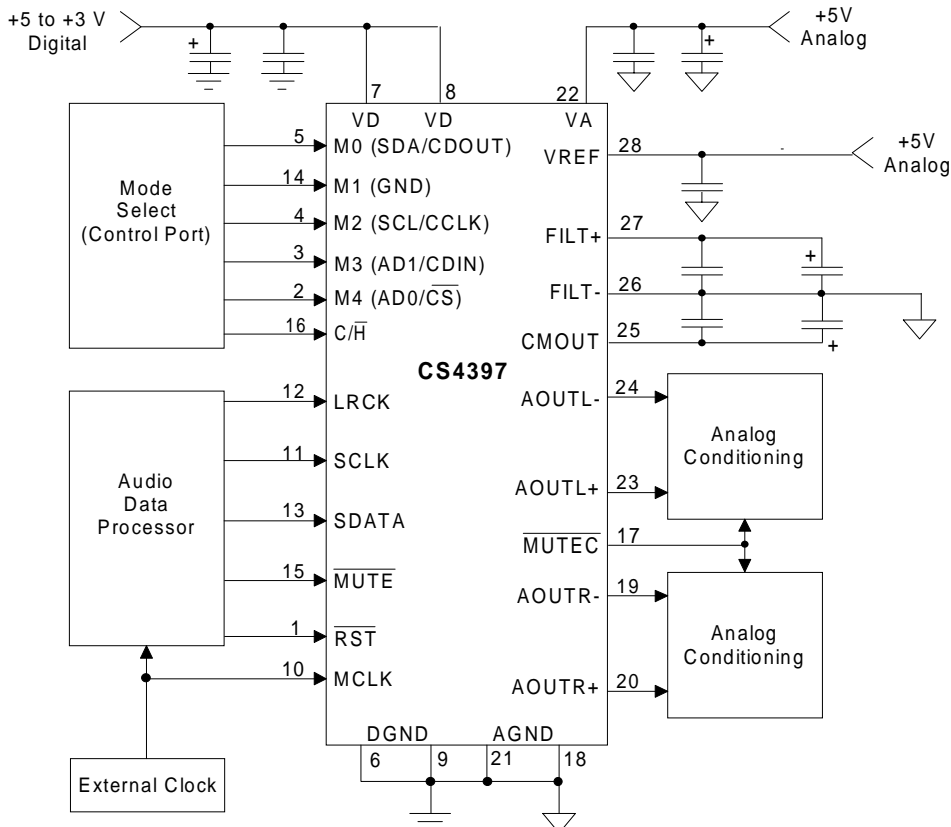 +5 to +3 V
Digital
+
+
+5V
Analog
7
8
22
VD
VD
VA
Mode
Select
(Control Port)
5
M0 (SDA/CDOUT)
14
M1 (GND)
4
M2 (SCL/CCLK)
3
M3 (AD1/CDIN)
2
M4 (AD0/CS)
16
C/H
VREF
28
+5V
Analog
FILT+
27
+
FILT-
26
CMOUT
25
+
CS4397
Audio
Data
Processor
12
LRCK
11
SCLK
13
SDATA
15
MUTE
1
RST
10
MCLK
AOUTL-
24
AOUTL+
23
Analog
Conditioning
MUTEC
17
AOUTR-
19
AOUTR+
20
Analog
Conditioning
DGND
AGND
6
9
21
18
External Clock